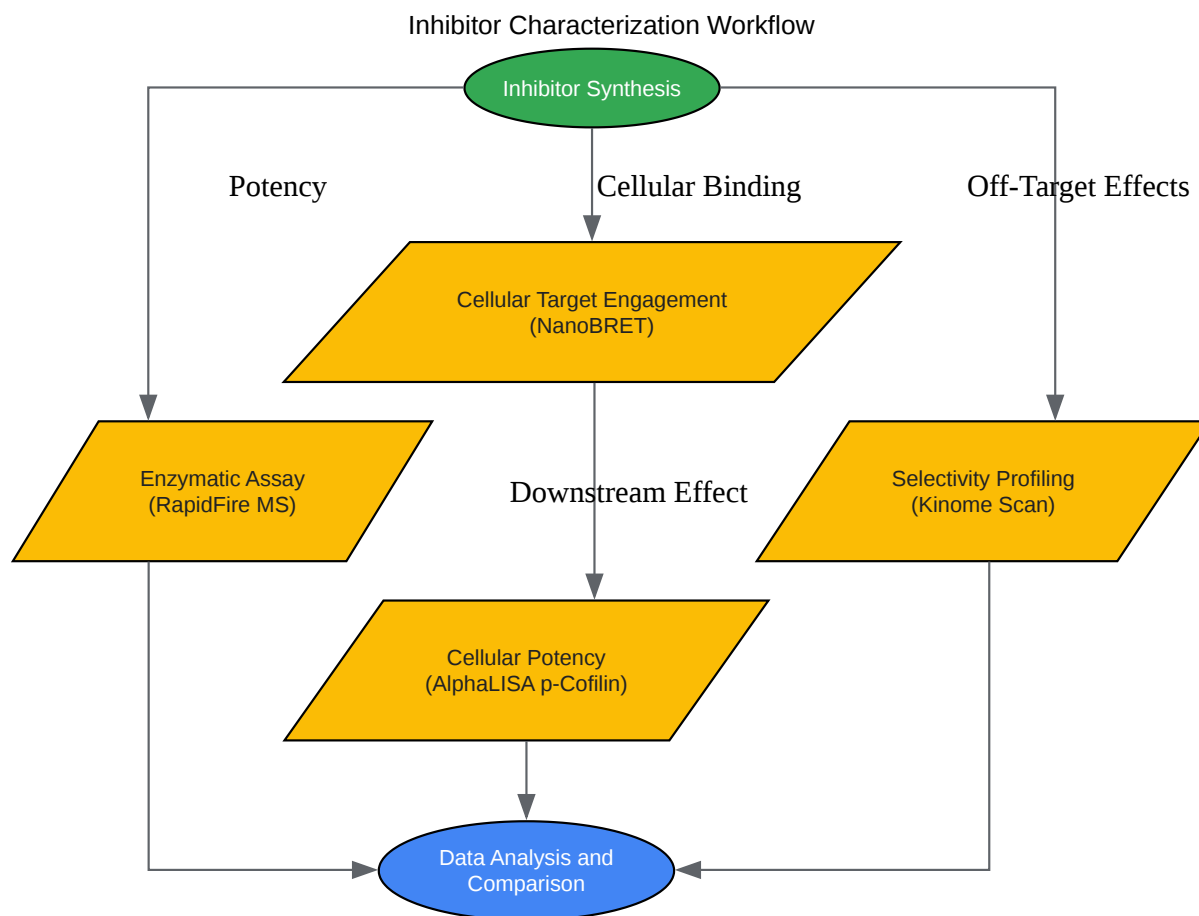 Inhibitor Characterization Workflow
Inhibitor Synthesis
Potency
Cellular Binding
Off-Target Effects
Cellular Target Engagement
(NanoBRET)
Enzymatic Assay
(RapidFire MS)
Downstream Effect
Selectivity Profiling
(Kinome Scan)
Cellular Potency
(AlphaLISA p-Cofilin)
Data Analysis and
Comparison